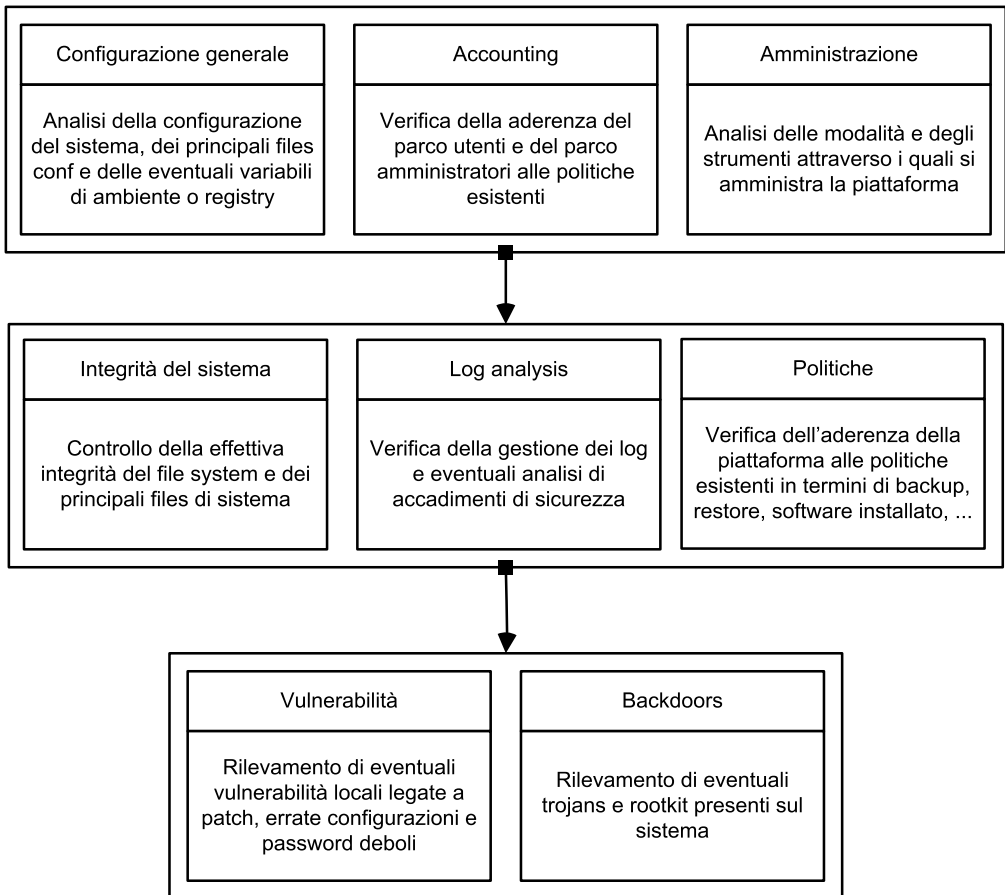 Configurazione generale
Analisi della configurazione
del sistema, dei principali files
conf e delle eventuali variabili
di ambiente o registry
Accounting
Verifica della aderenza del
parco utenti e del parco
amministratori alle politiche
esistenti
Amministrazione
Analisi delle modalità e degli
strumenti attraverso i quali si
amministra la piattaforma
Integrità del sistema
Controllo della effettiva
integrità del file system e dei
principali files di sistema
Log analysis
Verifica della gestione dei log
e eventuali analisi di
accadimenti di sicurezza
Politiche
Verifica dell’aderenza della
piattaforma alle politiche
esistenti in termini di backup,
restore, software installato, ...
Vulnerabilità
Rilevamento di eventuali
vulnerabilità locali legate a
patch, errate configurazioni e
password deboli
Backdoors
Rilevamento di eventuali
trojans e rootkit presenti sul
sistema